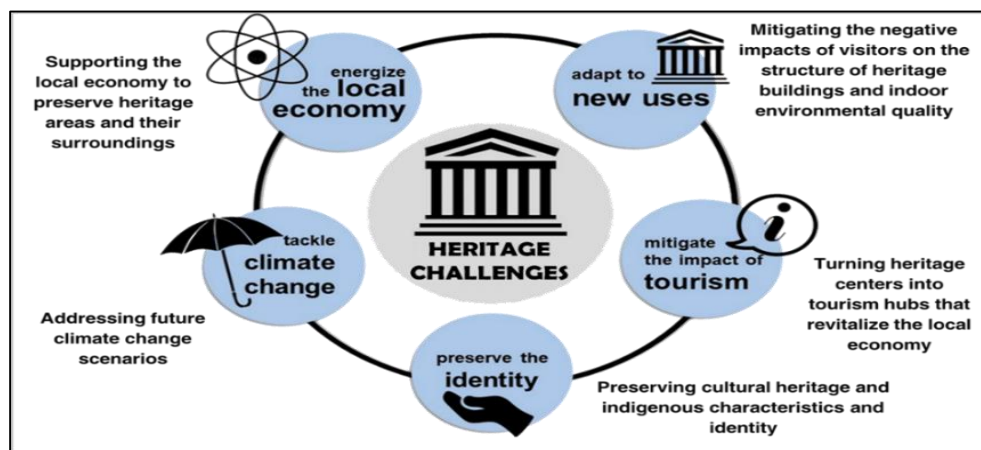 Supporting the
local economy to
preserve heritage
areas and their
surroundings
energize
the local
economy
adapt to
new uses
Mitigating the negative
impacts of visitors on the
structure of heritage
buildings and indoor
environmental quality
HERITAGE
CHALLENGES
tackle
climate
change
Addressing future
climate change
scenarios
mitigate
the impact of
tourism
i
Turning heritage
centers into
tourism hubs that
revitalize the local
economy
preserve the
identity
Preserving cultural heritage and
indigenous characteristics and
identity